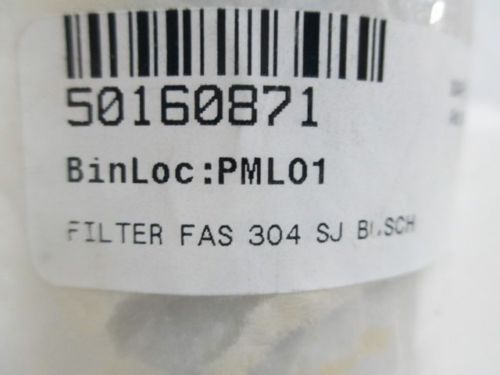 50160871
BinLoc:PML01
FILTER FAS 304 SJ